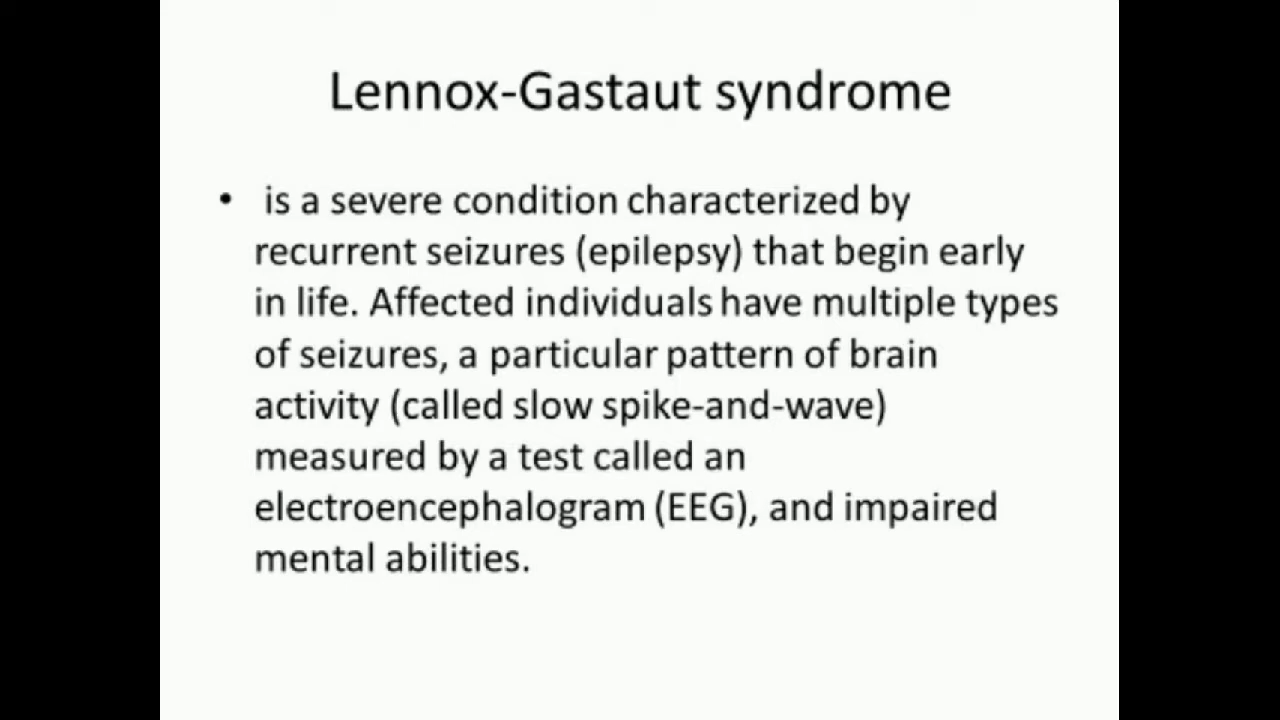 Lennox-Gastaut syndrome
• is a severe condition characterized by
recurrent seizures (epilepsy) that begin early
in life. Affected individuals have multiple types
of seizures, a particular pattern of brain
activity (called slow spike-and-wave)
measured by a test called an
electroencephalogram (EEG), and impaired
mental abilities.